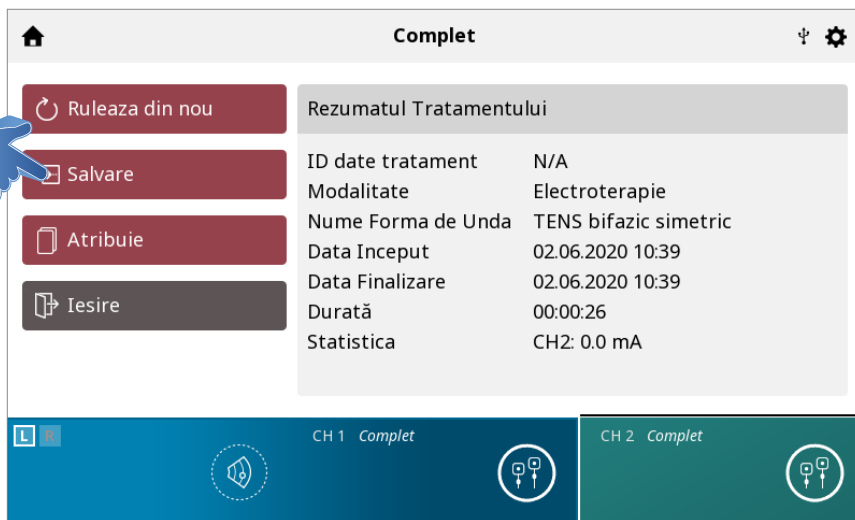 Complet
Ruleaza din nou
Salvare
Atribuie
Iesire
Rezumatul Tratamentului
ID date tratament N/A
Modalitate Electroterapie
Nume Forma de Unda TENS bifazic simetric
Data Inceput 02.06.2020 10:39
Data Finalizare 02.06.2020 10:39
Durată 00:00:26
Statistica CH2: 0.0 mA
L R
CH 1 Complet
CH 2 Complet